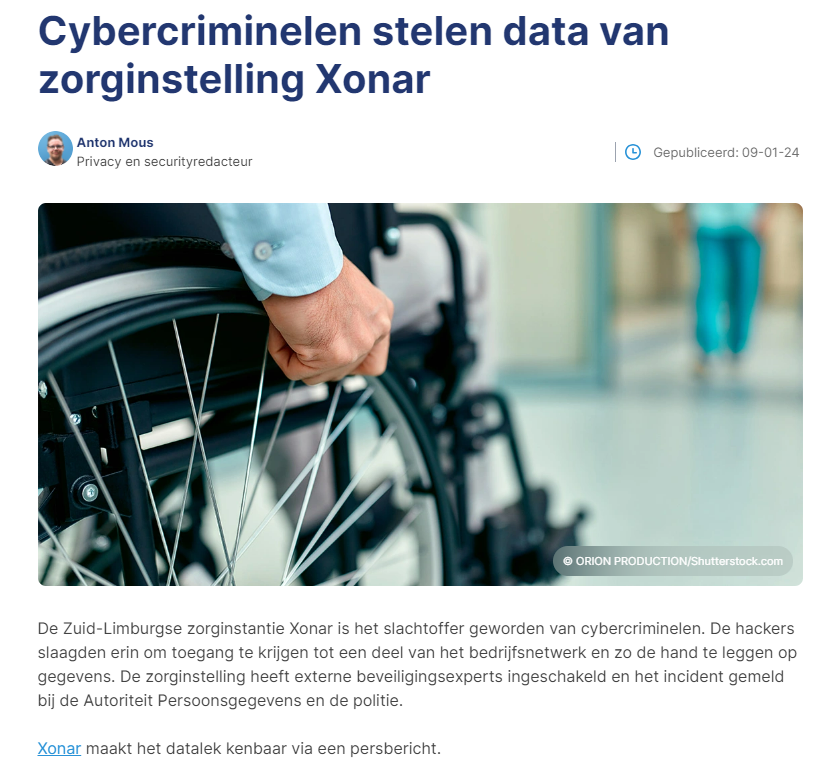 Cybercriminelen stelen data van
zorginstelling Xonar
Anton Mous
Privacy en securityredacteur
Gepubliceerd: 09-01-24
© ORION PRODUCTION/Shutterstock.com
De Zuid-Limburgse zorginstantie Xonar is het slachtoffer geworden van cybercriminelen. De hackers
slaagden erin om toegang te krijgen tot een deel van het bedrijfsnetwerk en zo de hand te leggen op
gegevens. De zorginstelling heeft externe beveiligingsexperts ingeschakeld en het incident gemeld
bij de Autoriteit Persoonsgegevens en de politie.
Xonar maakt het datalek kenbaar via een persbericht.